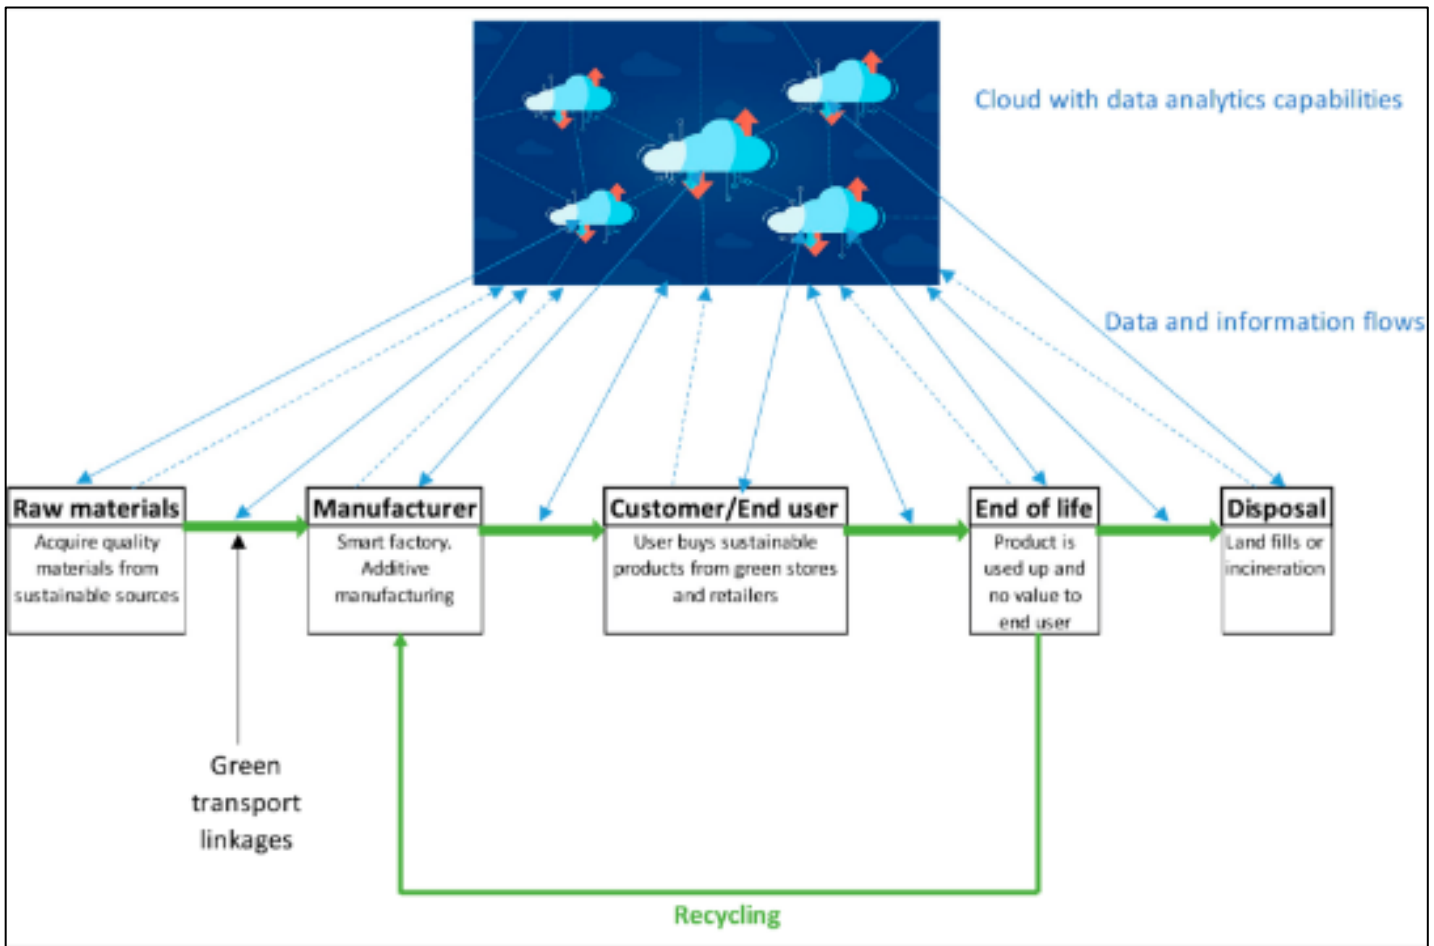 Cloud with data analytics capabilities
Data and information flows
Raw materials
Acquire quality
materials from
sustainable sources
Manufacturer
Smart factory.
Additive
manufacturing
Customer/End user
User buys sustainable
products from green stores
and retailers
End of life
Product is
used up and
no value to
end user
Disposal
Land fills or
incineration
Green
transport
linkages
Recycling